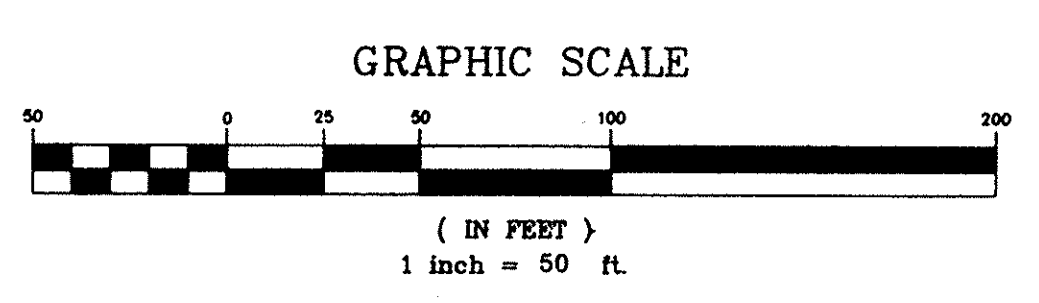 GRAPHIC SCALE
50 0 25 50 100 200
( IN FEET )
1 inch = 50 ft.